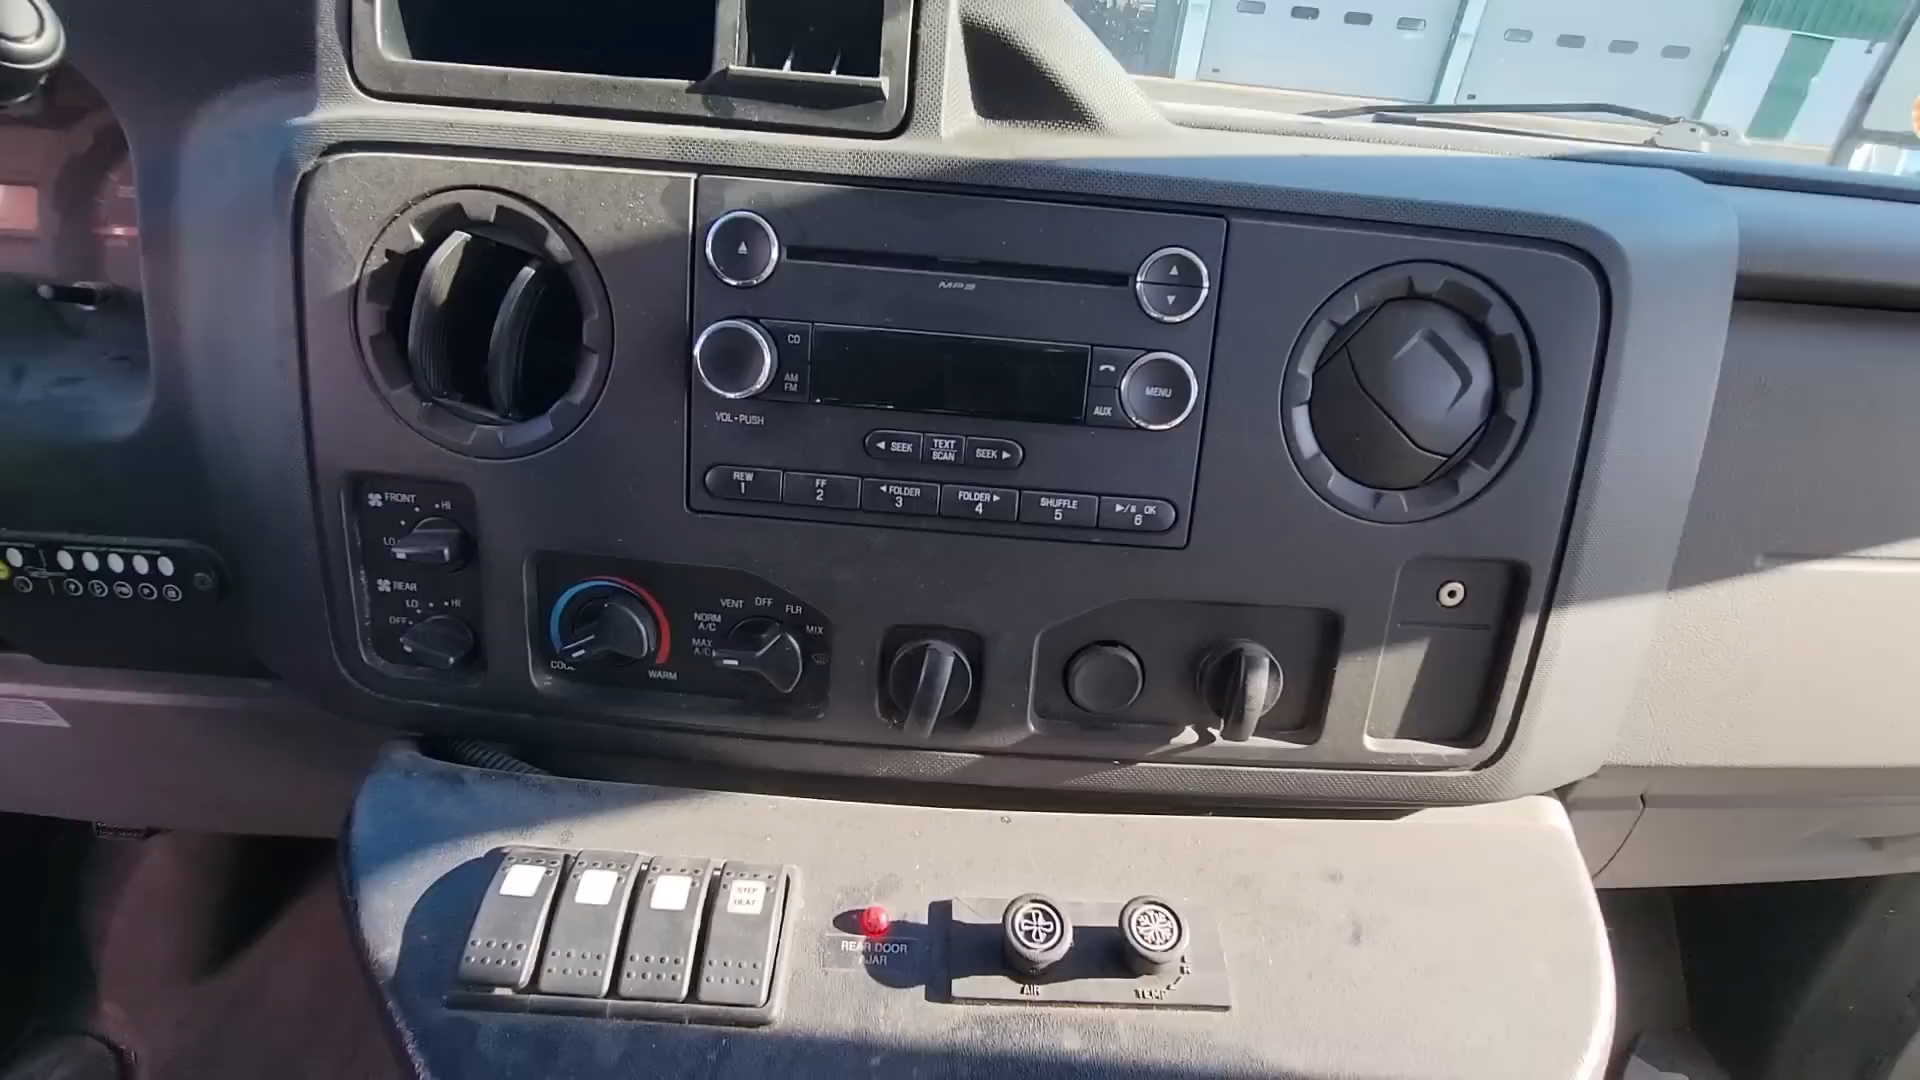 MP3
CD
AM
FM
MENU
AUX
VOL-PUSH
◄ SEEK
TEXT
SCAN
SEEK ►
REW
1
FF
2
◄ FOLDER
3
FOLDER ►
4
SHUFFLE
5
►/II OK
6
FRONT
HI
LO
REAR
LO
HI
OFF
COOL
WARM
MAX
A/C
NORM
A/C
VENT
OFF
FLR
MIX
STEP
HEAT
REAR DOOR
AJAR
AIR
TEMP